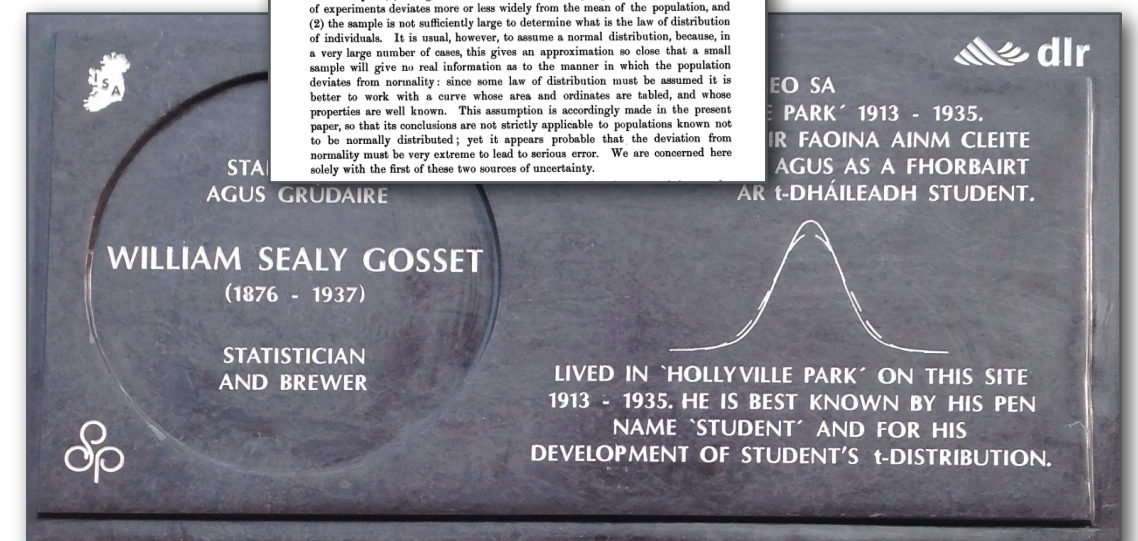 of experiments deviates more or less widely from the mean of the population, and
(2) the sample is not sufficiently large to determine what is the law of distribution
of individuals. It is usual, however, to assume a normal distribution, because, in
a very large number of cases, this gives an approximation so close that a small
sample will give no real information as to the manner in which the population
deviates from normality: since some law of distribution must be assumed it is
better to work with a curve whose area and ordinates are tabled, and whose
properties are well known. This assumption is accordingly made in the present
paper, so that its conclusions are not strictly applicable to populations known not
to be normally distributed; yet it appears probable that the deviation from
normality must be very extreme to lead to serious error. We are concerned here
solely with the first of these two sources of uncertainty.
ISA
STA
AGUS GRÚDAIRE
WILLIAM SEALY GOSSET
(1876 - 1937)
STATISTICIAN
AND BREWER
dlr
EO SA
PARK´ 1913 - 1935.
IR FAOINA AINM CLEITE
AGUS AS A FHORBAIRT
AR t-DHÁILEADH STUDENT.
LIVED IN `HOLLYVILLE PARK´ ON THIS SITE
1913 - 1935. HE IS BEST KNOWN BY HIS PEN
NAME `STUDENT´ AND FOR HIS
DEVELOPMENT OF STUDENT'S t-DISTRIBUTION.